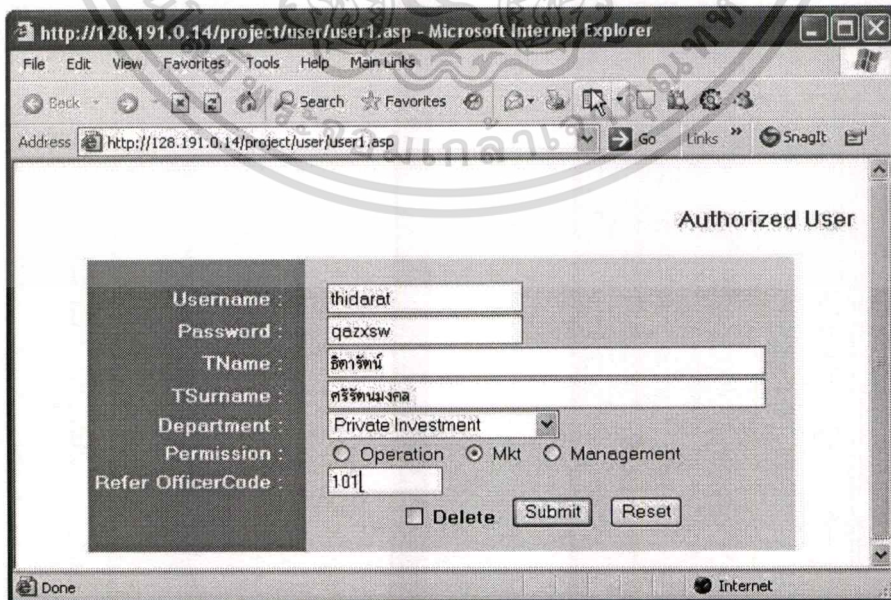 http://128.191.0.14/project/user/user1.asp - Microsoft Internet Explorer
File Edit View Favorites Tools Help Main Links
Back Search Favorites
Address http://128.191.0.14/project/user/user1.asp Go Links » SnagIt
Authorized User
Username : thidarat
Password : qazxsw
TName : ธิดารัตน์
TSurname : ศรีรัตนมงคล
Department : Private Investment
Permission : Operation Mkt Management
Refer OfficerCode : 101
Delete Submit Reset
Done Internet